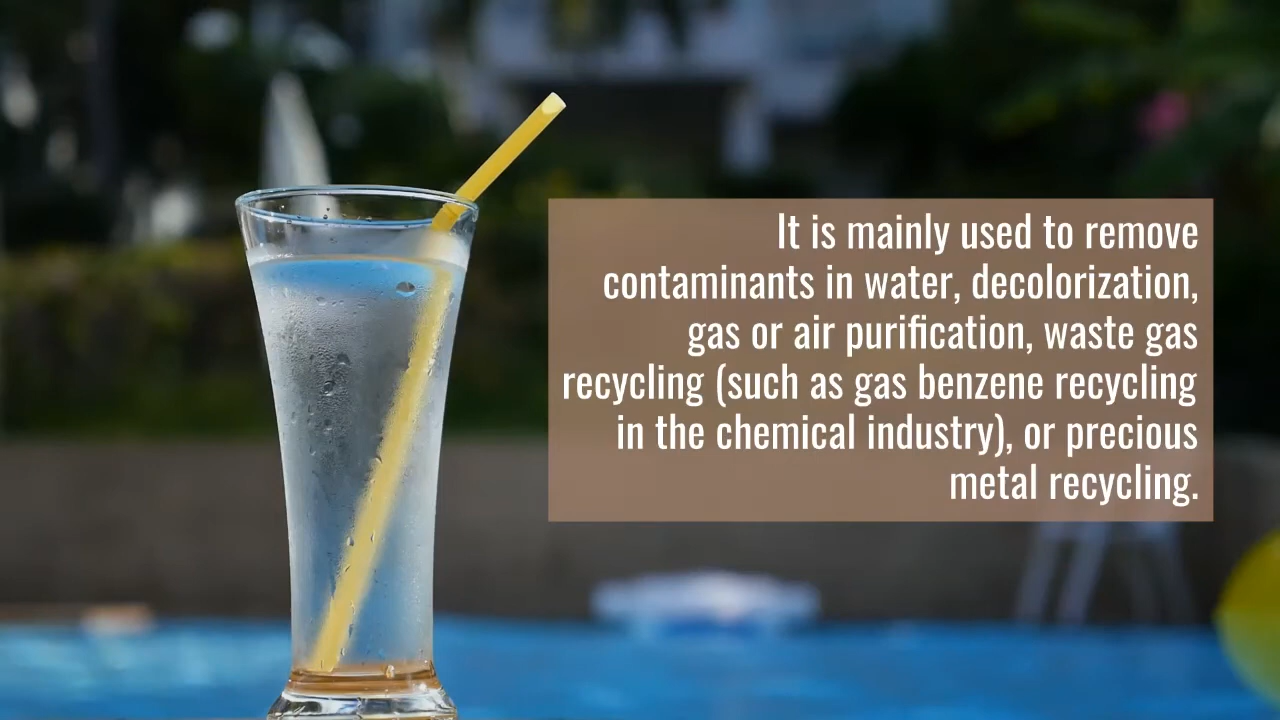 It is mainly used to remove
contaminants in water, decolorization,
gas or air purification, waste gas
recycling (such as gas benzene recycling
in the chemical industry), or precious
metal recycling.